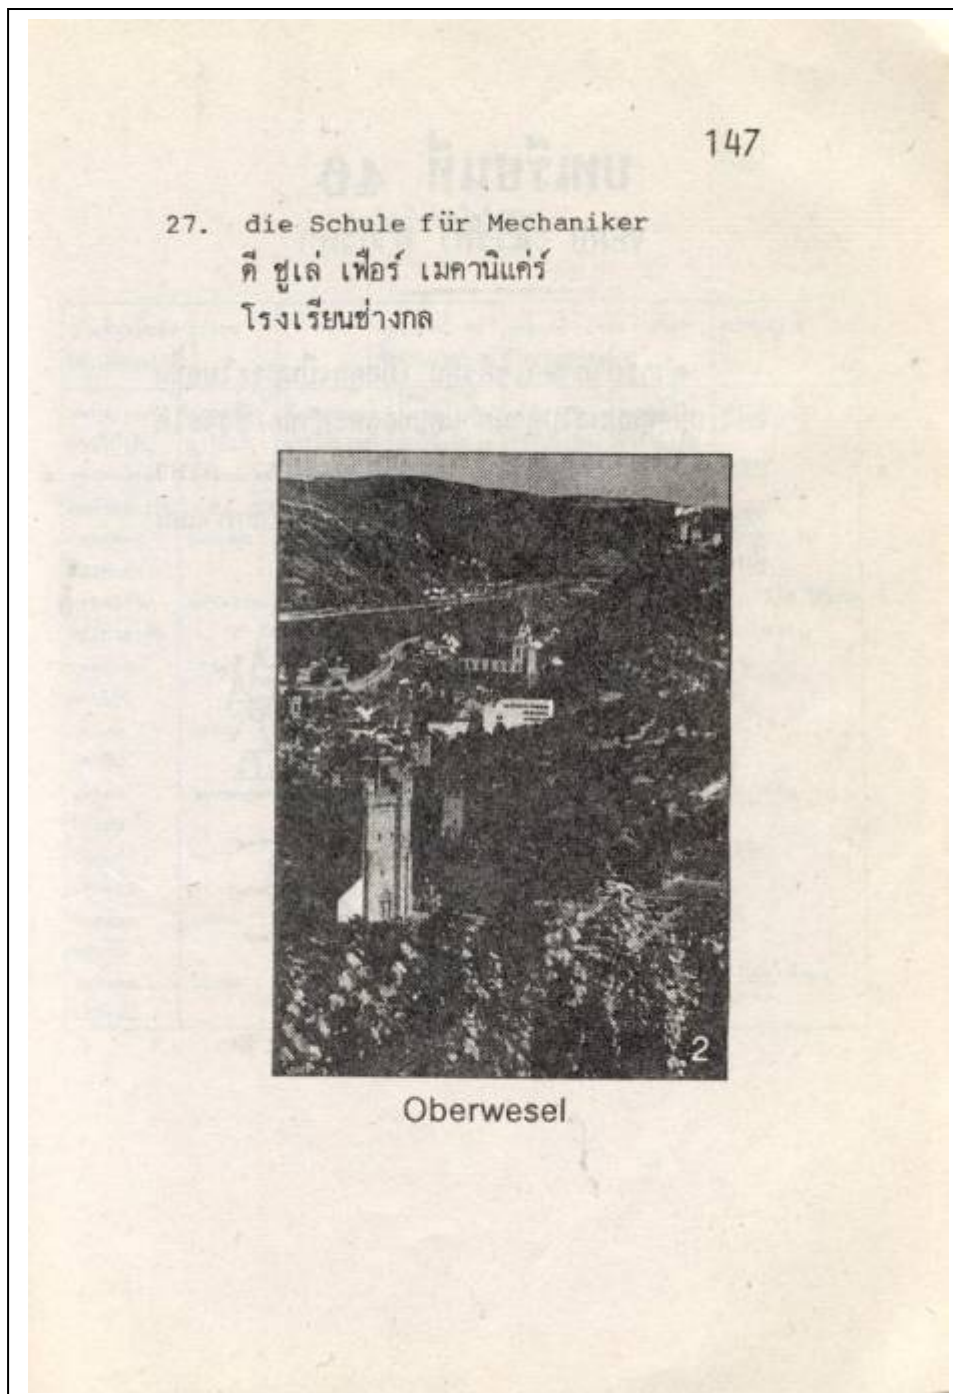 147
27. die Schule für Mechaniker
ดี ชูเล่ เฟือร์ เมคานิแค่ร์
โรงเรียนช่างกล
2
Oberwesel